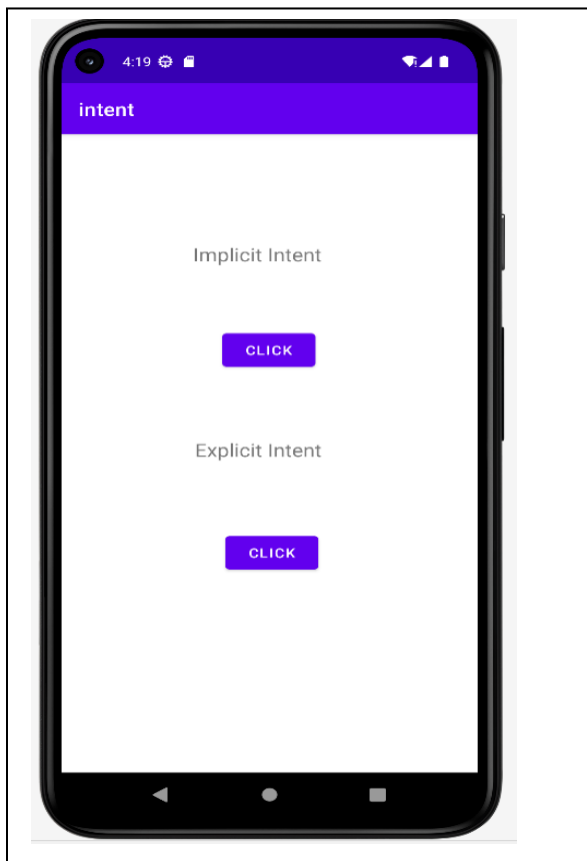 4:19
intent
Implicit Intent
CLICK
Explicit Intent
CLICK